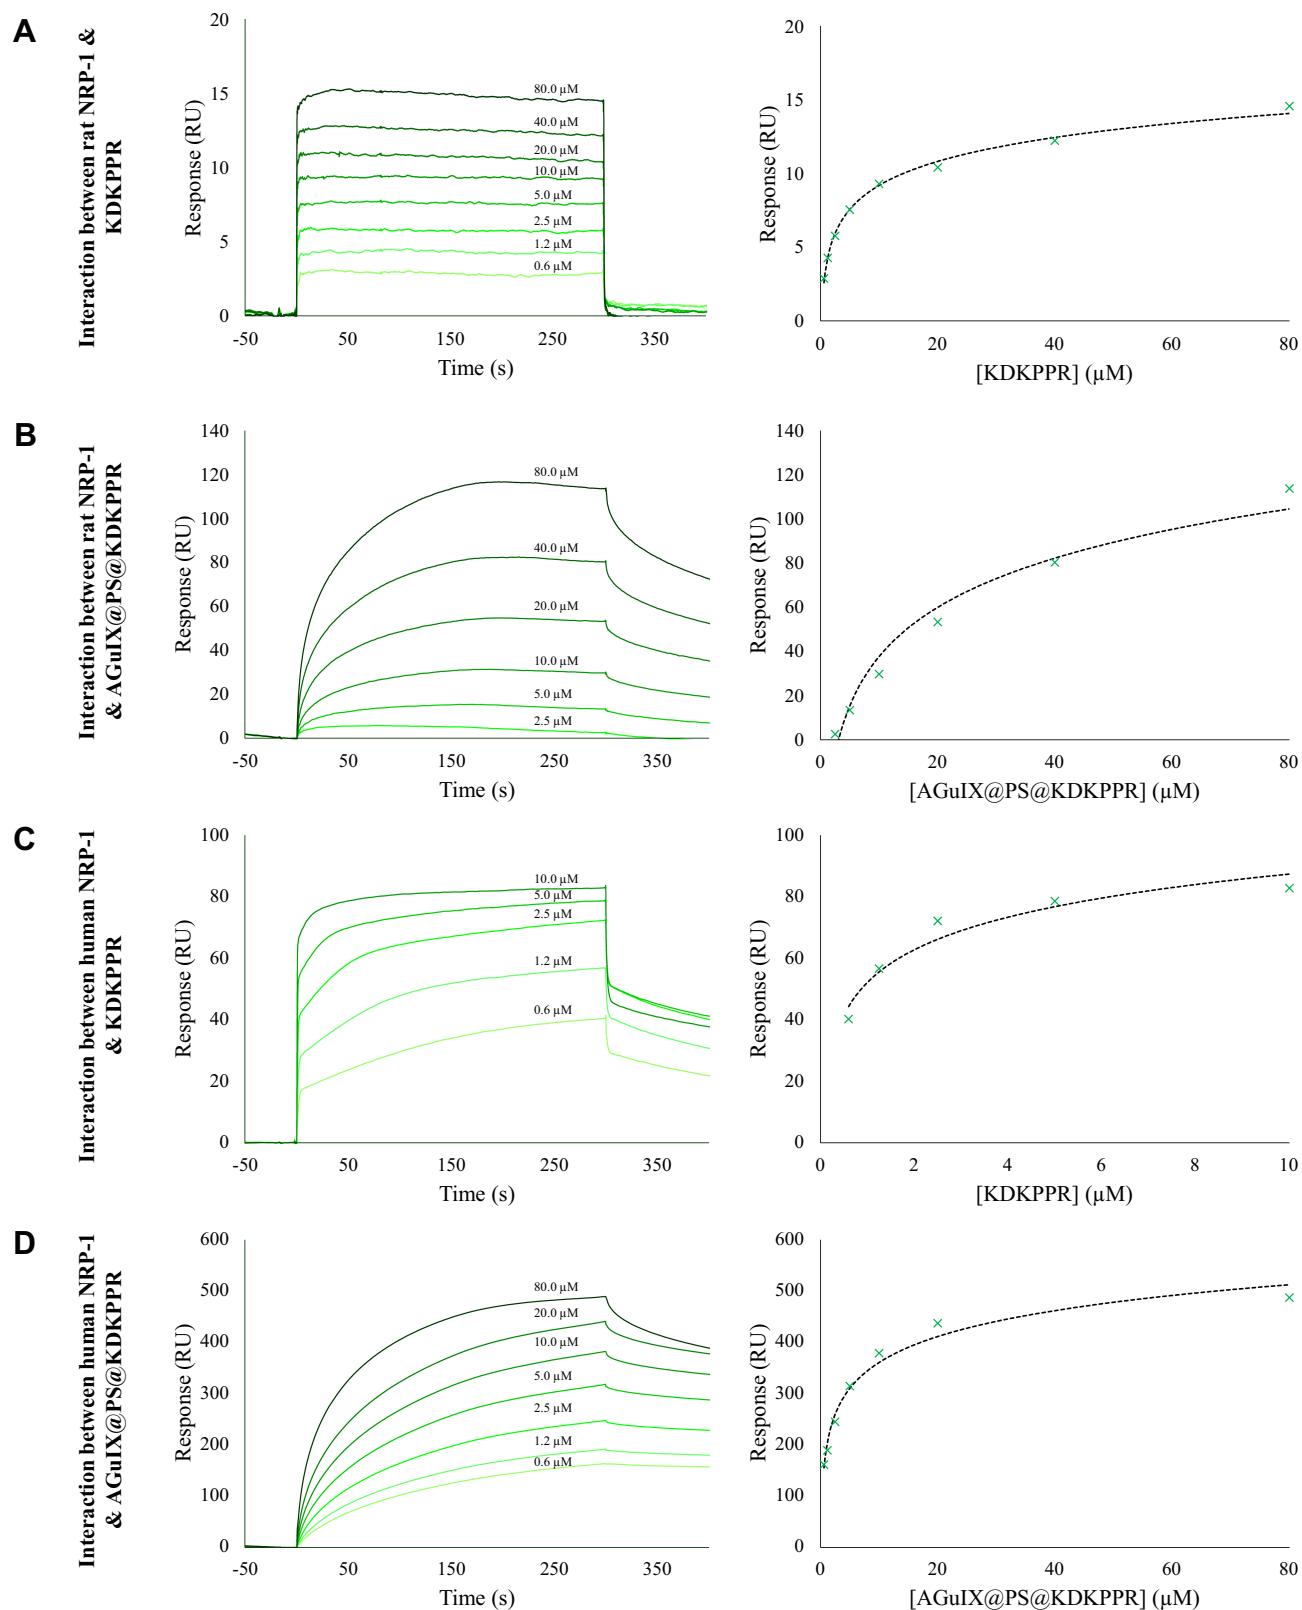 A
Interaction between rat NRP-1 &
KDKPPR
20
15
10
5
0
Response (RU)
80.0 µM
40.0 µM
20.0 µM
10.0 µM
5.0 µM
2.5 µM
1.2 µM
0.6 µM
-50
50
150
250
350
Time (s)
20
15
10
5
0
Response (RU)
0
20
40
60
80
[KDKPPR] (µM)
B
Interaction between rat NRP-1
& AGuIX@PS@KDKPPR
140
120
100
80
60
40
20
0
Response (RU)
80.0 µM
40.0 µM
20.0 µM
10.0 µM
5.0 µM
2.5 µM
-50
50
150
250
350
Time (s)
140
120
100
80
60
40
20
0
Response (RU)
0
20
40
60
80
[AGuIX@PS@KDKPPR] (µM)
C
Interaction between human NRP-1
& KDKPPR
100
80
60
40
20
0
Response (RU)
10.0 µM
5.0 µM
2.5 µM
1.2 µM
0.6 µM
-50
50
150
250
350
Time (s)
100
80
60
40
20
0
Response (RU)
0
2
4
6
8
10
[KDKPPR] (µM)
D
Interaction between human NRP-1
& AGuIX@PS@KDKPPR
600
500
400
300
200
100
0
Response (RU)
80.0 µM
20.0 µM
10.0 µM
5.0 µM
2.5 µM
1.2 µM
0.6 µM
-50
50
150
250
350
Time (s)
600
500
400
300
200
100
0
Response (RU)
0
20
40
60
80
[AGuIX@PS@KDKPPR] (µM)